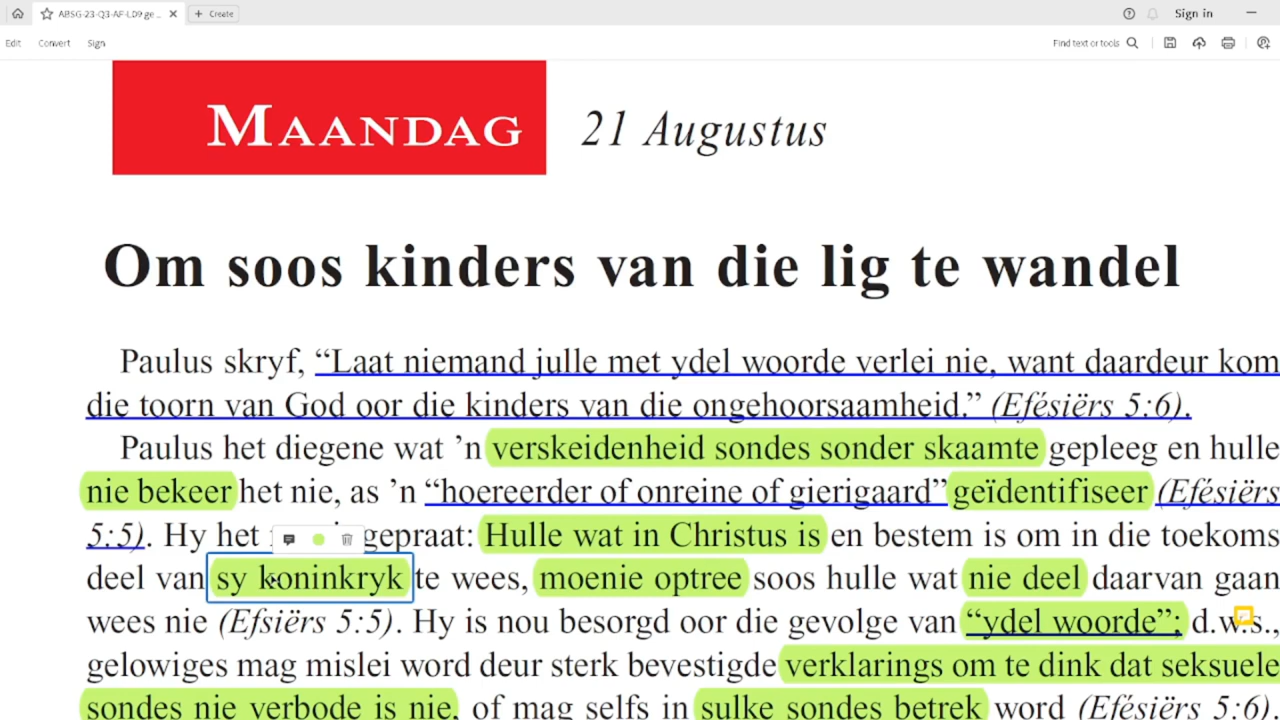 ABSG-23-Q3-AF-LD9 ge ...
+ Create
Sign in
Edit Convert Sign
Find text or tools
MAANDAG 21 Augustus
Om soos kinders van die lig te wandel
Paulus skryf, “Laat niemand julle met ydel woorde verlei nie, want daardeur kom
die toorn van God oor die kinders van die ongehoorsaamheid.” (Efésiërs 5:6).
Paulus het diegene wat ’n verskeidenheid sondes sonder skaamte gepleeg en hulle
nie bekeer het nie, as ’n “hoereerder of onreine of gierigaard” geïdentifiseer (Efésiërs
5:5). Hy het gepraat: Hulle wat in Christus is en bestem is om in die toekoms
deel van sy koninkryk te wees, moenie optree soos hulle wat nie deel daarvan gaan
wees nie (Efsiërs 5:5). Hy is nou besorgd oor die gevolge van “ydel woorde”; d.w.s.,
gelowiges mag mislei word deur sterk bevestigde verklarings om te dink dat seksuele
sondes nie verbode is nie, of mag selfs in sulke sondes betrek word (Efésiërs 5:6).